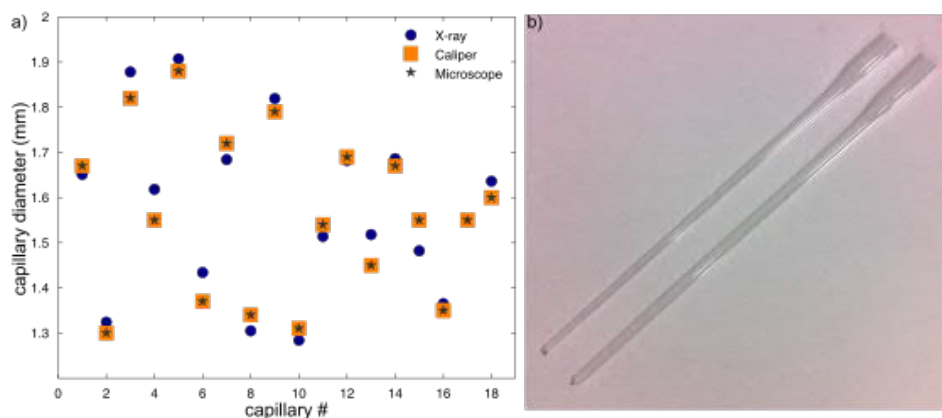 a)
b)
2
1.9
1.8
1.7
1.6
1.5
1.4
1.3
capillary diameter (mm)
X-ray
Caliper
Microscope
0 2 4 6 8 10 12 14 16 18
capillary #